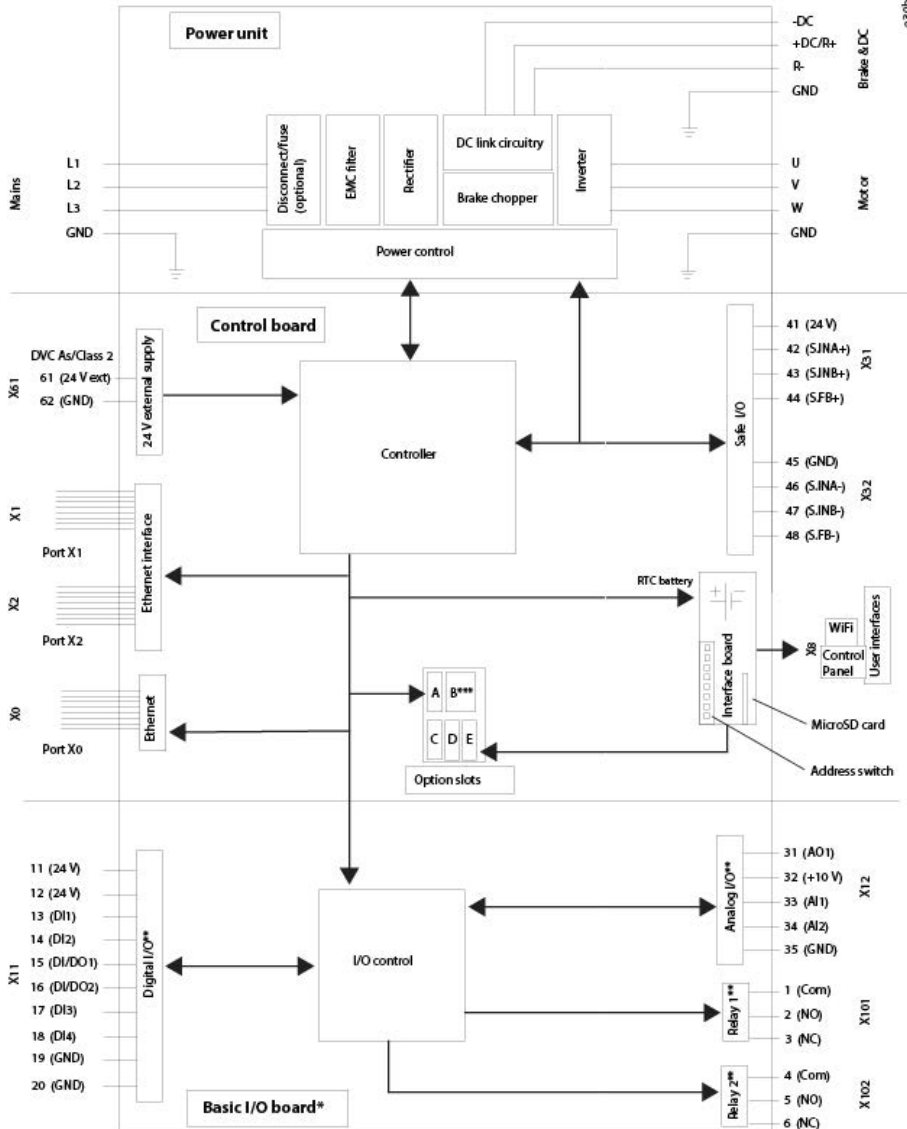 Power unit
-DC
+DC/R+
R-
GND
Brake & DC
Mains
L1
L2
L3
GND
Disconnect/fuse
(optional)
EMC filter
Rectifier
DC link circuitry
Brake chopper
Inverter
Power control
U
V
W
GND
Motor
Control board
X61
DVC As/Class 2
61 (24 V ext)
62 (GND)
24 V external supply
Controller
Safe I/O
41 (24 V)
42 (S.INA+)
43 (S.INB+)
44 (S.FB+)
X31
45 (GND)
46 (S.INA-)
47 (S.INB-)
48 (S.FB-)
X32
X1
Port X1
X2
Port X2
Ethernet interface
X0
Port X0
Ethernet
RTC battery
Interface board
X8
WiFi
Control
Panel
User interfaces
MicroSD card
Address switch
A
B***
C
D
E
Option slots
X11
11 (24 V)
12 (24 V)
13 (DI1)
14 (DI2)
15 (DI/DO1)
16 (DI/DO2)
17 (DI3)
18 (DI4)
19 (GND)
20 (GND)
Digital I/O**
I/O control
Analog I/O**
31 (AO1)
32 (+10 V)
33 (AI1)
34 (AI2)
35 (GND)
X12
Relay 1**
1 (Com)
2 (NO)
3 (NC)
X101
Relay 2**
4 (Com)
5 (NO)
6 (NC)
X102
Basic I/O board*